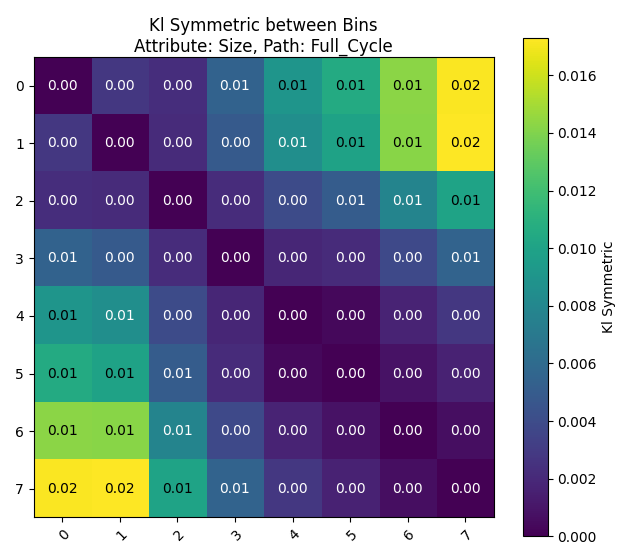 Kl Symmetric between Bins
Attribute: Size, Path: Full_Cycle
0 0.00 0.00 0.00 0.01 0.01 0.01 0.01 0.02
1 0.00 0.00 0.00 0.00 0.01 0.01 0.01 0.02
2 0.00 0.00 0.00 0.00 0.00 0.01 0.01 0.01
3 0.01 0.00 0.00 0.00 0.00 0.00 0.00 0.01
4 0.01 0.01 0.00 0.00 0.00 0.00 0.00 0.00
5 0.01 0.01 0.01 0.00 0.00 0.00 0.00 0.00
6 0.01 0.01 0.01 0.00 0.00 0.00 0.00 0.00
7 0.02 0.02 0.01 0.01 0.00 0.00 0.00 0.00
0 1 2 3 4 5 6 7
0.016
0.014
0.012
0.010
0.008
0.006
0.004
0.002
0.000
Kl Symmetric